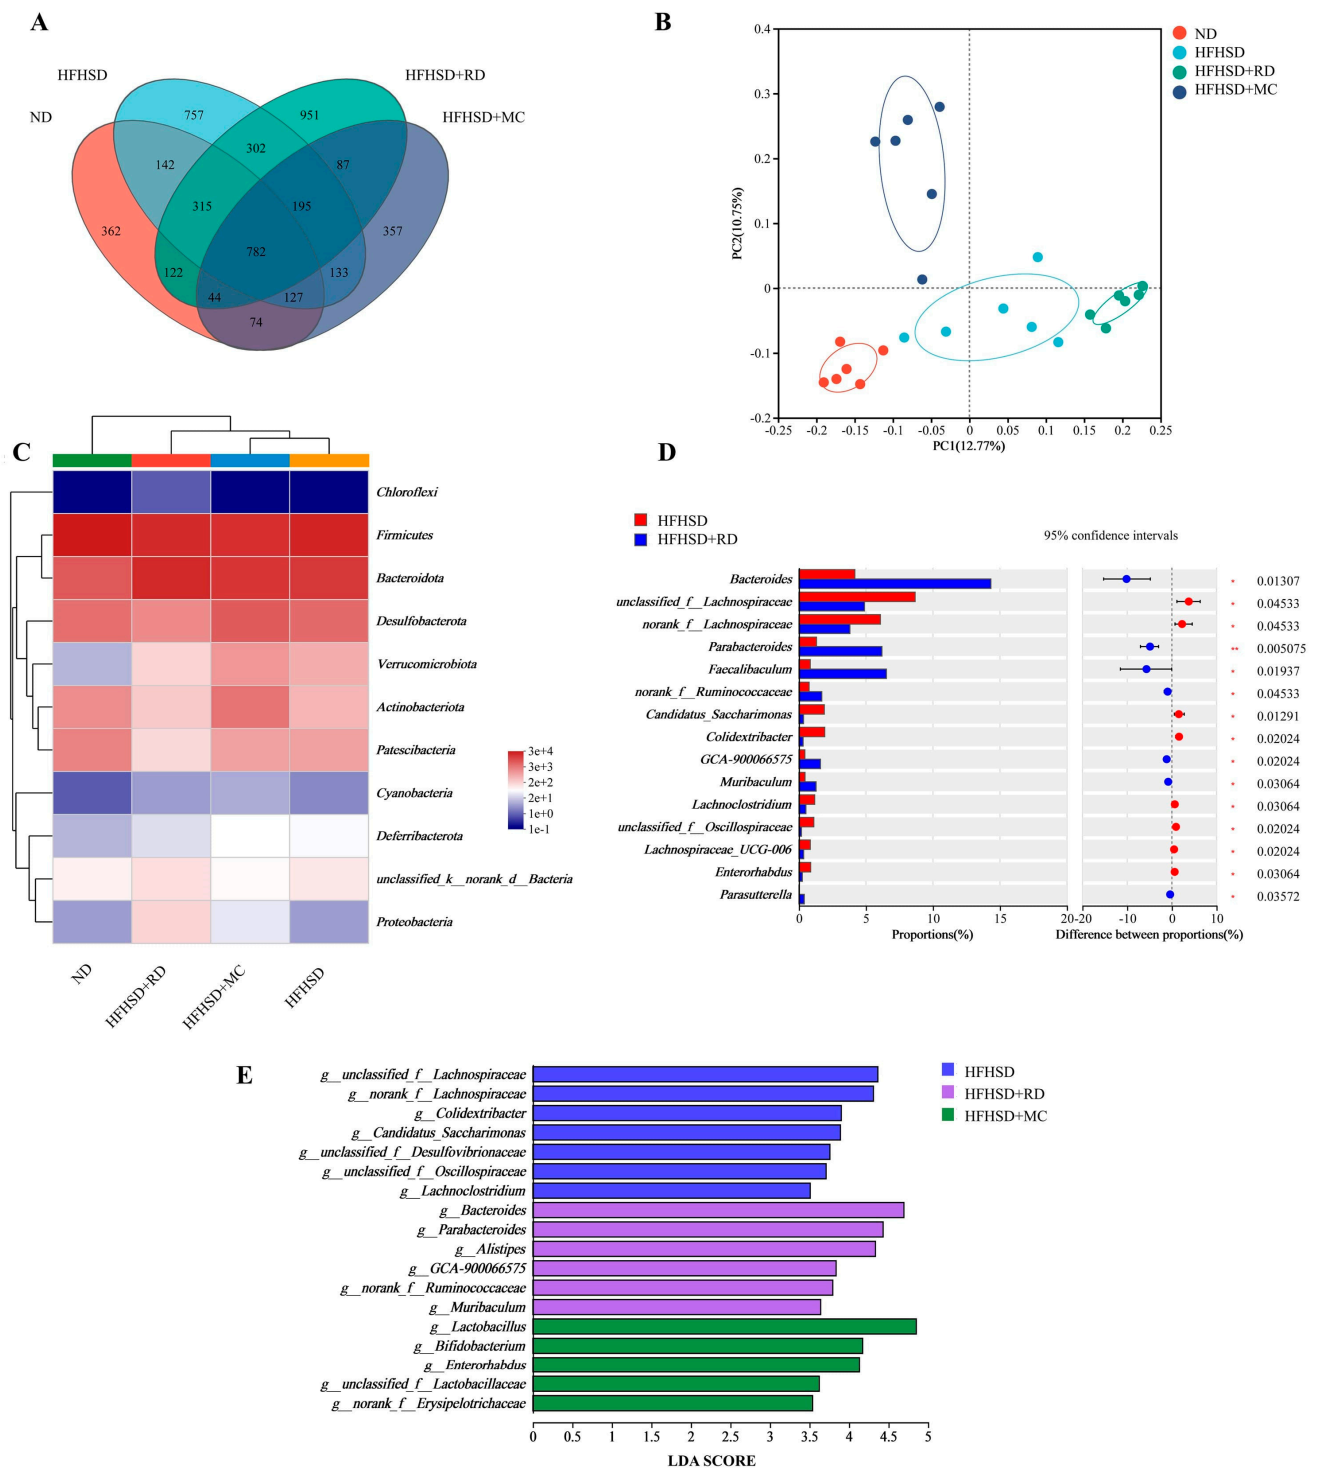 A
HFHSD
HFHSD+RD
ND
HFHSD+MC
757
951
302
142
87
315
195
362
357
782
122
133
44
127
74
B
ND
HFHSD
HFHSD+RD
HFHSD+MC
0.4
0.3
0.2
0.1
0
-0.1
-0.2
PC2(10.75%)
-0.25
-0.2
-0.15
-0.1
-0.05
0
0.05
0.1
0.15
0.2
0.25
PC1(12.77%)
C
Chloroflexi
Firmicutes
Bacteroidota
Desulfobacterota
Verrucomicrobiota
Actinobacteriota
Patescibacteria
Cyanobacteria
Deferribacterota
unclassified_k__norank_d__Bacteria
Proteobacteria
3e+4
3e+3
2e+2
2e+1
1e+0
1e-1
ND
HFHSD+RD
HFHSD+MC
HFHSD
D
HFHSD
HFHSD+RD
95% confidence intervals
Bacteroides * 0.01307
unclassified_f__Lachnospiraceae * 0.04533
norank_f__Lachnospiraceae * 0.04533
Parabacteroides ** 0.005075
Faecalibaculum * 0.01937
norank_f__Ruminococcaceae * 0.04533
Candidatus_Saccharimonas * 0.01291
Colidextribacter * 0.02024
GCA-900066575 * 0.02024
Muribaculum * 0.03064
Lachnoclostridium * 0.03064
unclassified_f__Oscillospiraceae * 0.02024
Lachnospiraceae_UCG-006 * 0.02024
Enterorhabdus * 0.03064
Parasutterella * 0.03572
0 5 10 15 20 -20 -10 0 10
Proportions(%)
Difference between proportions(%)
E
HFHSD
HFHSD+RD
HFHSD+MC
g__unclassified_f__Lachnospiraceae
g__norank_f__Lachnospiraceae
g__Colidextribacter
g__Candidatus_Saccharimonas
g__unclassified_f__Desulfovibrionaceae
g__unclassified_f__Oscillospiraceae
g__Lachnoclostridium
g__Bacteroides
g__Parabacteroides
g__Alistipes
g__GCA-900066575
g__norank_f__Ruminococcaceae
g__Muribaculum
g__Lactobacillus
g__Bifidobacterium
g__Enterorhabdus
g__unclassified_f__Lactobacillaceae
g__norank_f__Erysipelotrichaceae
0 0.5 1 1.5 2 2.5 3 3.5 4 4.5 5
LDA SCORE